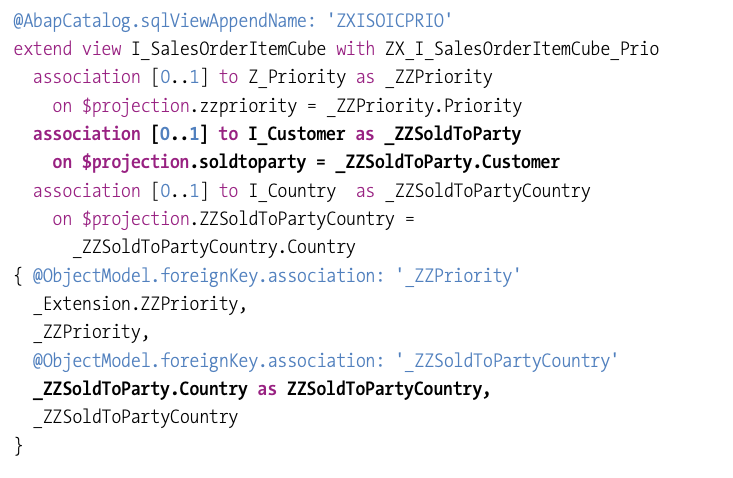 @AbapCatalog.sqlViewAppendName: 'ZXISOICPRIO'
extend view I_SalesOrderItemCube with ZX_I_SalesOrderItemCube_Prio
  association [0..1] to Z_Priority as _ZZPriority
    on $projection.zzpriority = _ZZPriority.Priority
  association [0..1] to I_Customer as _ZZSoldToParty
    on $projection.soldtoparty = _ZZSoldToParty.Customer
  association [0..1] to I_Country  as _ZZSoldToPartyCountry
    on $projection.ZZSoldToPartyCountry =
      _ZZSoldToPartyCountry.Country
{ @ObjectModel.foreignKey.association: '_ZZPriority'
  _Extension.ZZPriority,
  _ZZPriority,
  @ObjectModel.foreignKey.association: '_ZZSoldToPartyCountry'
  _ZZSoldToParty.Country as ZZSoldToPartyCountry,
  _ZZSoldToPartyCountry
}